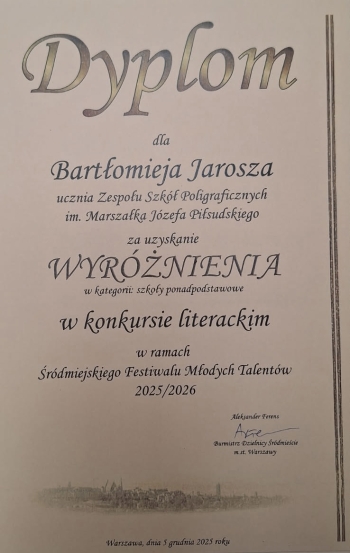 Dyplom
dla
Bartłomieja Jarosza
ucznia Zespołu Szkół Poligraficznych
im. Marszałka Józefa Piłsudskiego
za uzyskanie
WYRÓŻNIENIA
w kategorii: szkoły ponadpodstawowe
w konkursie literackim
w ramach
Śródmiejskiego Festiwalu Młodych Talentów
2025/2026
Aleksander Ferens
Burmistrz Dzielnicy Śródmieście
m.st. Warszawy
Warszawa, dnia 5 grudnia 2025 roku